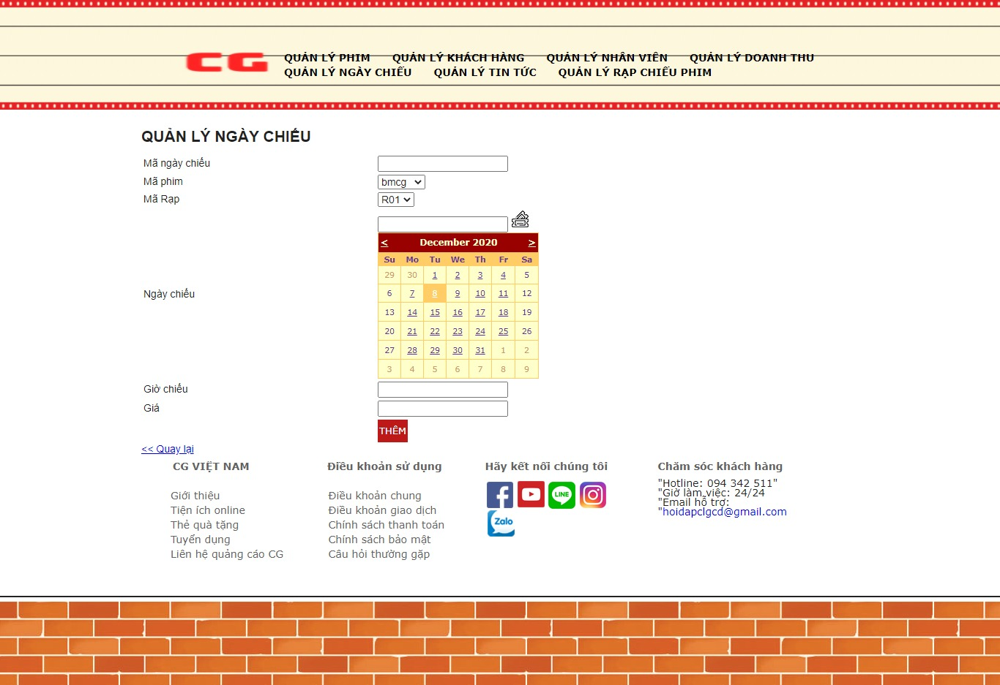 CG
QUẢN LÝ PHIM QUẢN LÝ KHÁCH HÀNG QUẢN LÝ NHÂN VIÊN QUẢN LÝ DOANH THU
QUẢN LÝ NGÀY CHIẾU QUẢN LÝ TIN TỨC QUẢN LÝ RẠP CHIẾU PHIM
QUẢN LÝ NGÀY CHIẾU
Mã ngày chiếu
Mã phim bmcg
Mã Rạp R01
Ngày chiếu
< December 2020 >
Su Mo Tu We Th Fr Sa
29 30 1 2 3 4 5
6 7 8 9 10 11 12
13 14 15 16 17 18 19
20 21 22 23 24 25 26
27 28 29 30 31 1 2
3 4 5 6 7 8 9
Giờ chiếu
Giá
THÊM
<< Quay lại
CG VIỆT NAM
Giới thiệu
Tiện ích online
Thẻ quà tặng
Tuyển dụng
Liên hệ quảng cáo CG
Điều khoản sử dụng
Điều khoản chung
Điều khoản giao dịch
Chính sách thanh toán
Chính sách bảo mật
Câu hỏi thường gặp
Hãy kết nối chúng tôi
LINE
Zalo
Chăm sóc khách hàng
"Hotline: 094 342 511"
"Giờ làm việc: 24/24
"Email hỗ trợ:
"hoidapclgcd@gmail.com